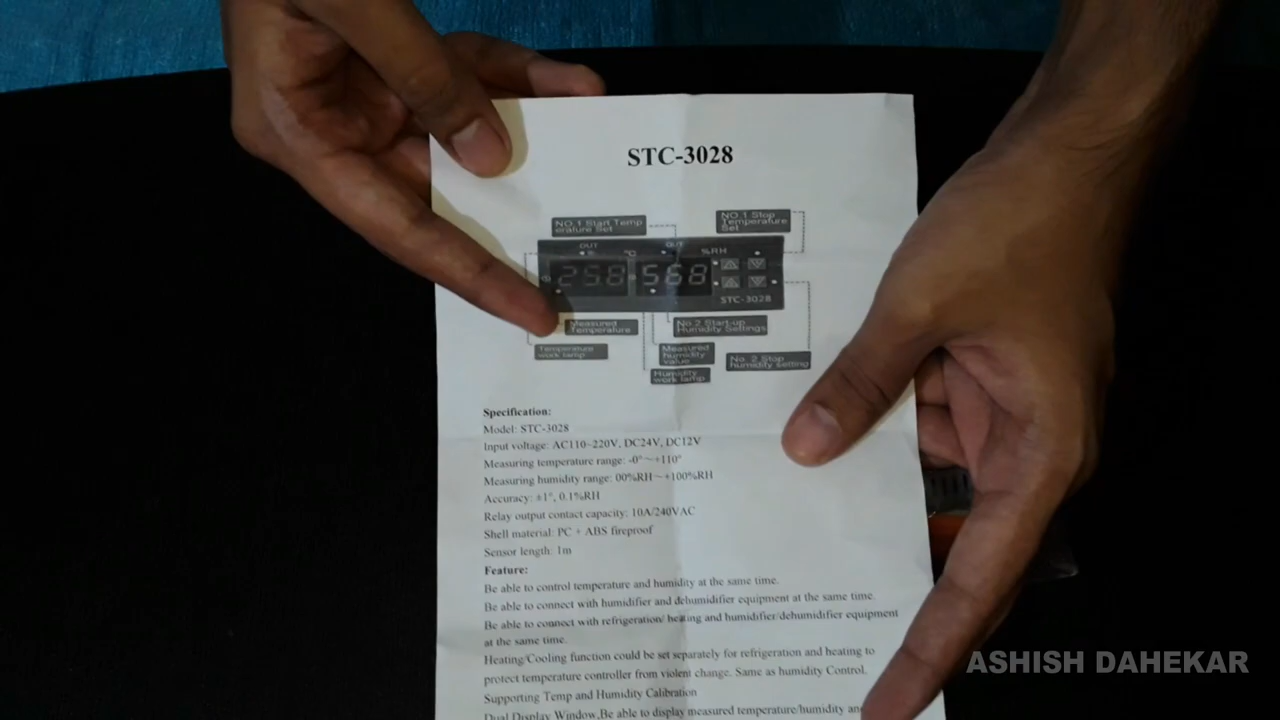 STC-3028
NO.1 Start Temp
erature Set
NO.1 Stop
Temperature
Set
OUT
OUT
%RH
℃
258
568
STC-3028
Measured
Temperature
No.2 Start-up
Humidity Settings
Temperature
work lamp
Measured
humidity
value
No. 2 Stop
humidity setting
Humidity
work lamp
Specification:
Model: STC-3028
Input voltage: AC110~220V, DC24V, DC12V
Measuring temperature range: -0°～+110°
Measuring humidity range: 00%RH～+100%RH
Accuracy: ±1°, 0.1%RH
Relay output contact capacity: 10A/240VAC
Shell material: PC + ABS fireproof
Sensor length: 1m
Feature:
Be able to control temperature and humidity at the same time.
Be able to connect with humidifier and dehumidifier equipment at the same time.
Be able to connect with refrigeration/ heating and humidifier/dehumidifier equipment
at the same time.
Heating/Cooling function could be set separately for refrigeration and heating to
protect temperature controller from violent change. Same as humidity Control.
Supporting Temp and Humidity Calibration
Dual Display Window,Be able to display measured temperature/humidity and
ASHISH DAHEKAR